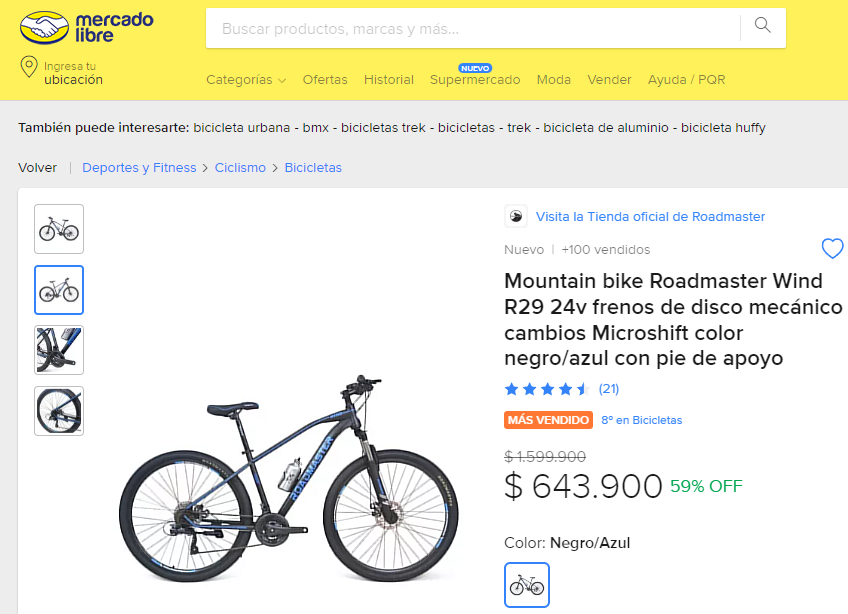 mercado
libre
Buscar productos, marcas y más...
Ingresa tu
ubicación
NUEVO
Categorías Ofertas Historial Supermercado Moda Vender Ayuda / PQR
También puede interesarte: bicicleta urbana - bmx - bicicletas trek - bicicletas - trek - bicicleta de aluminio - bicicleta huffy
Volver | Deportes y Fitness > Ciclismo > Bicicletas
Visita la Tienda oficial de Roadmaster
Nuevo | +100 vendidos
Mountain bike Roadmaster Wind
R29 24v frenos de disco mecánico
cambios Microshift color
negro/azul con pie de apoyo
(21)
MÁS VENDIDO 8º en Bicicletas
$ 1.599.900
$ 643.900 59% OFF
Color: Negro/Azul
ROADMASTER